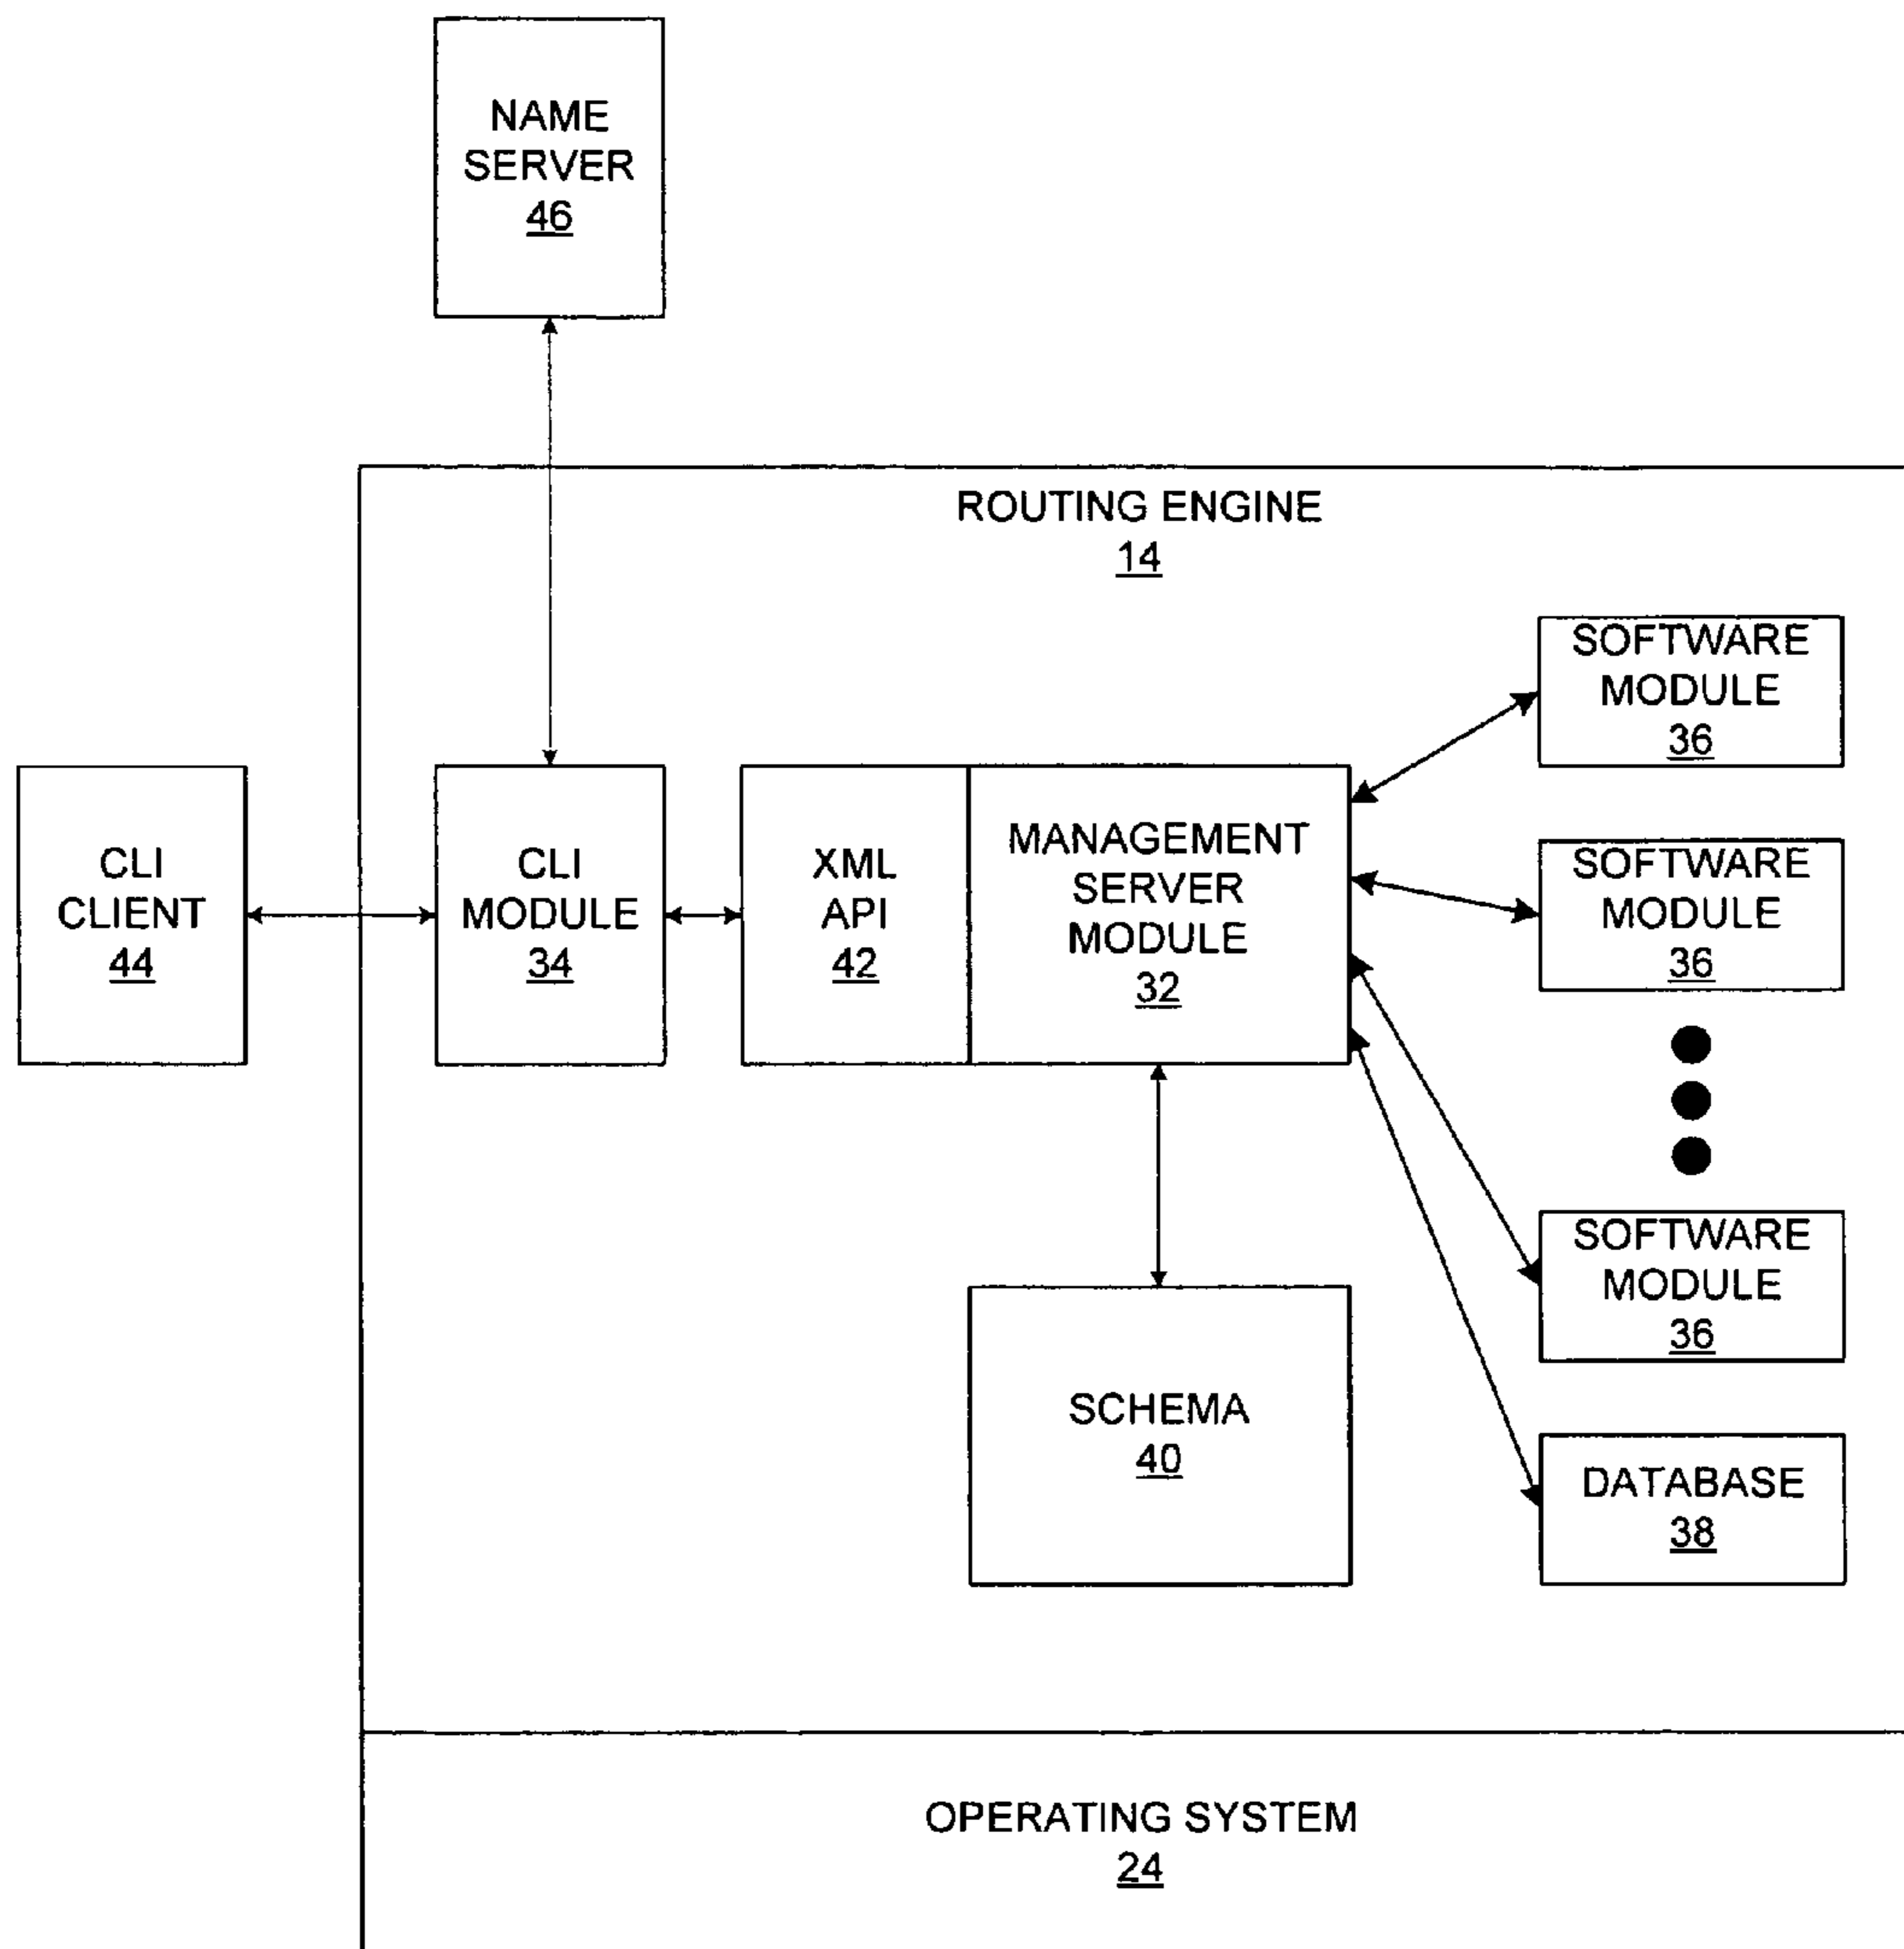 NAME
SERVER
46
ROUTING ENGINE
14
SOFTWARE
MODULE
36
CLI
CLIENT
44
CLI
MODULE
34
XML
API
42
MANAGEMENT
SERVER
MODULE
32
SOFTWARE
MODULE
36
SOFTWARE
MODULE
36
SCHEMA
40
DATABASE
38
OPERATING SYSTEM
24